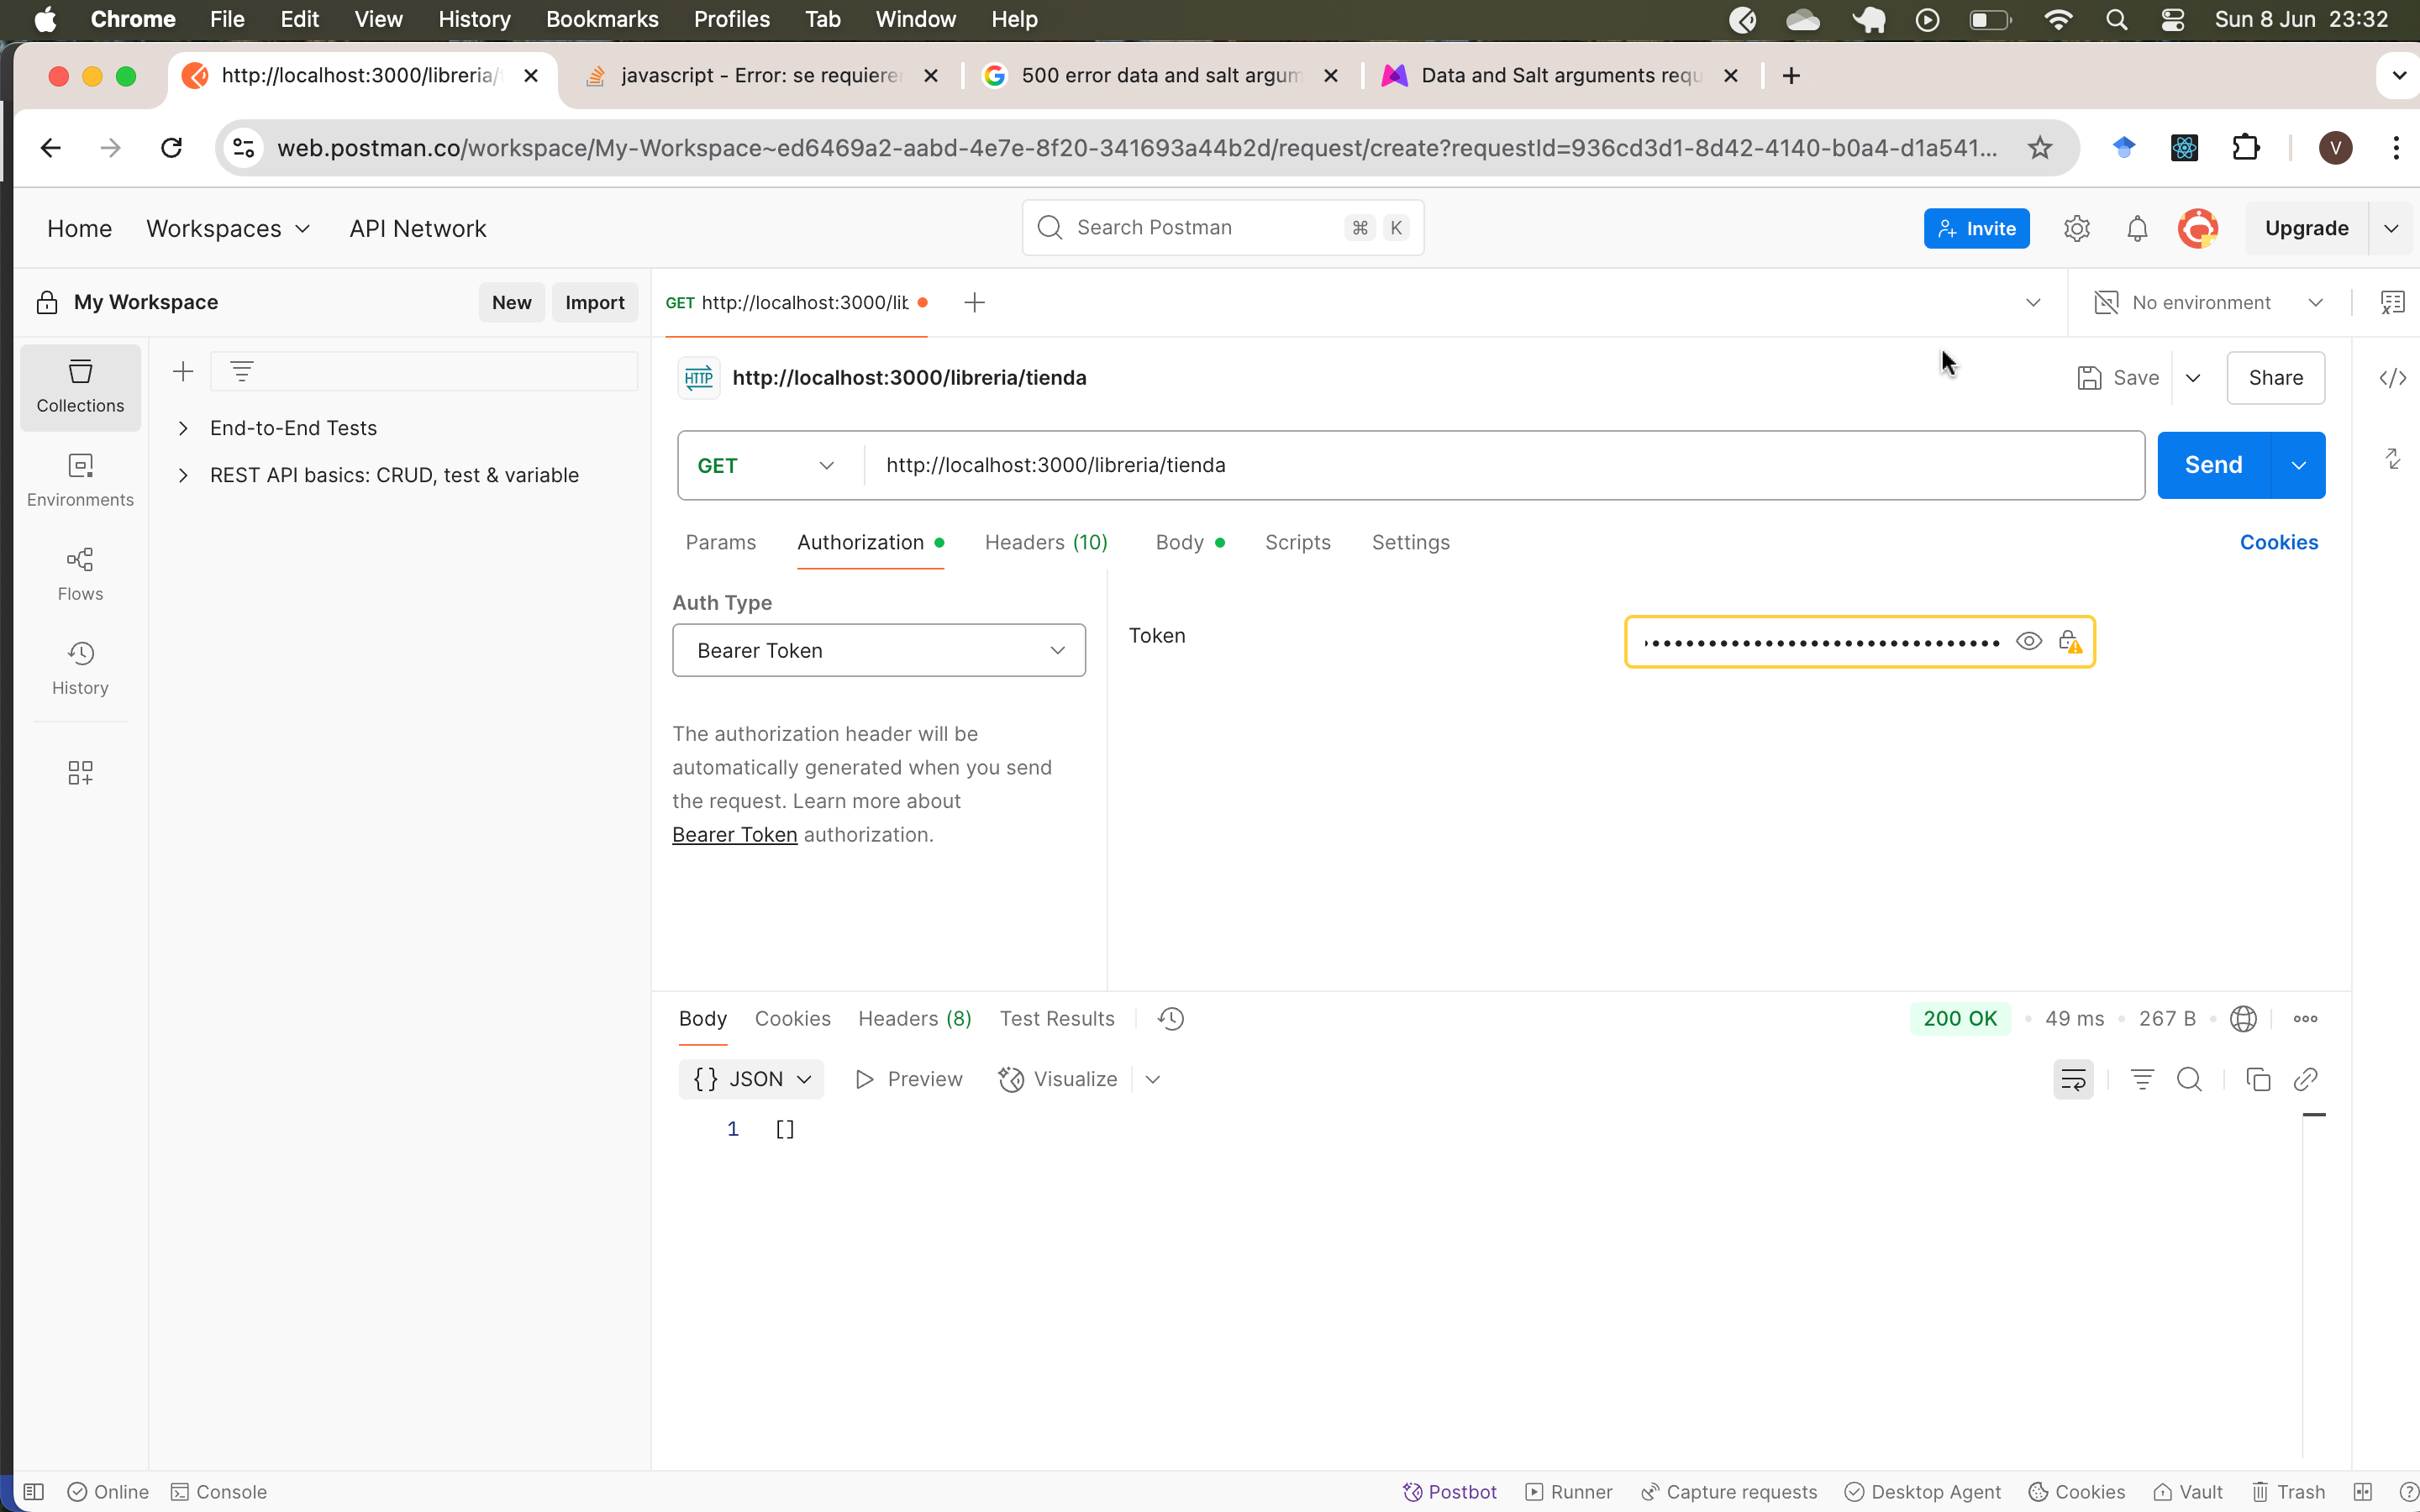 Chrome File Edit View History Bookmarks Profiles Tab Window Help Sun 8 Jun 23:32
http://localhost:3000/libreria/ javascript - Error: se requieren 500 error data and salt argum Data and Salt arguments requ
web.postman.co/workspace/My-Workspace~ed6469a2-aabd-4e7e-8f20-341693a44b2d/request/create?requestId=936cd3d1-8d42-4140-b0a4-d1a541... V
Home Workspaces API Network Search Postman ⌘ K Invite Upgrade
My Workspace New Import GET http://localhost:3000/lib No environment
Collections
HTTP http://localhost:3000/libreria/tienda Save Share </>
End-to-End Tests
GET http://localhost:3000/libreria/tienda Send
REST API basics: CRUD, test & variable
Environments
Params Authorization Headers (10) Body Scripts Settings Cookies
Flows
Auth Type
Token
Bearer Token
History
The authorization header will be
automatically generated when you send
the request. Learn more about
Bearer Token authorization.
Body Cookies Headers (8) Test Results 200 OK • 49 ms • 267 B
{} JSON Preview Visualize
1 []
Online Console Postbot Runner Capture requests Desktop Agent Cookies Vault Trash